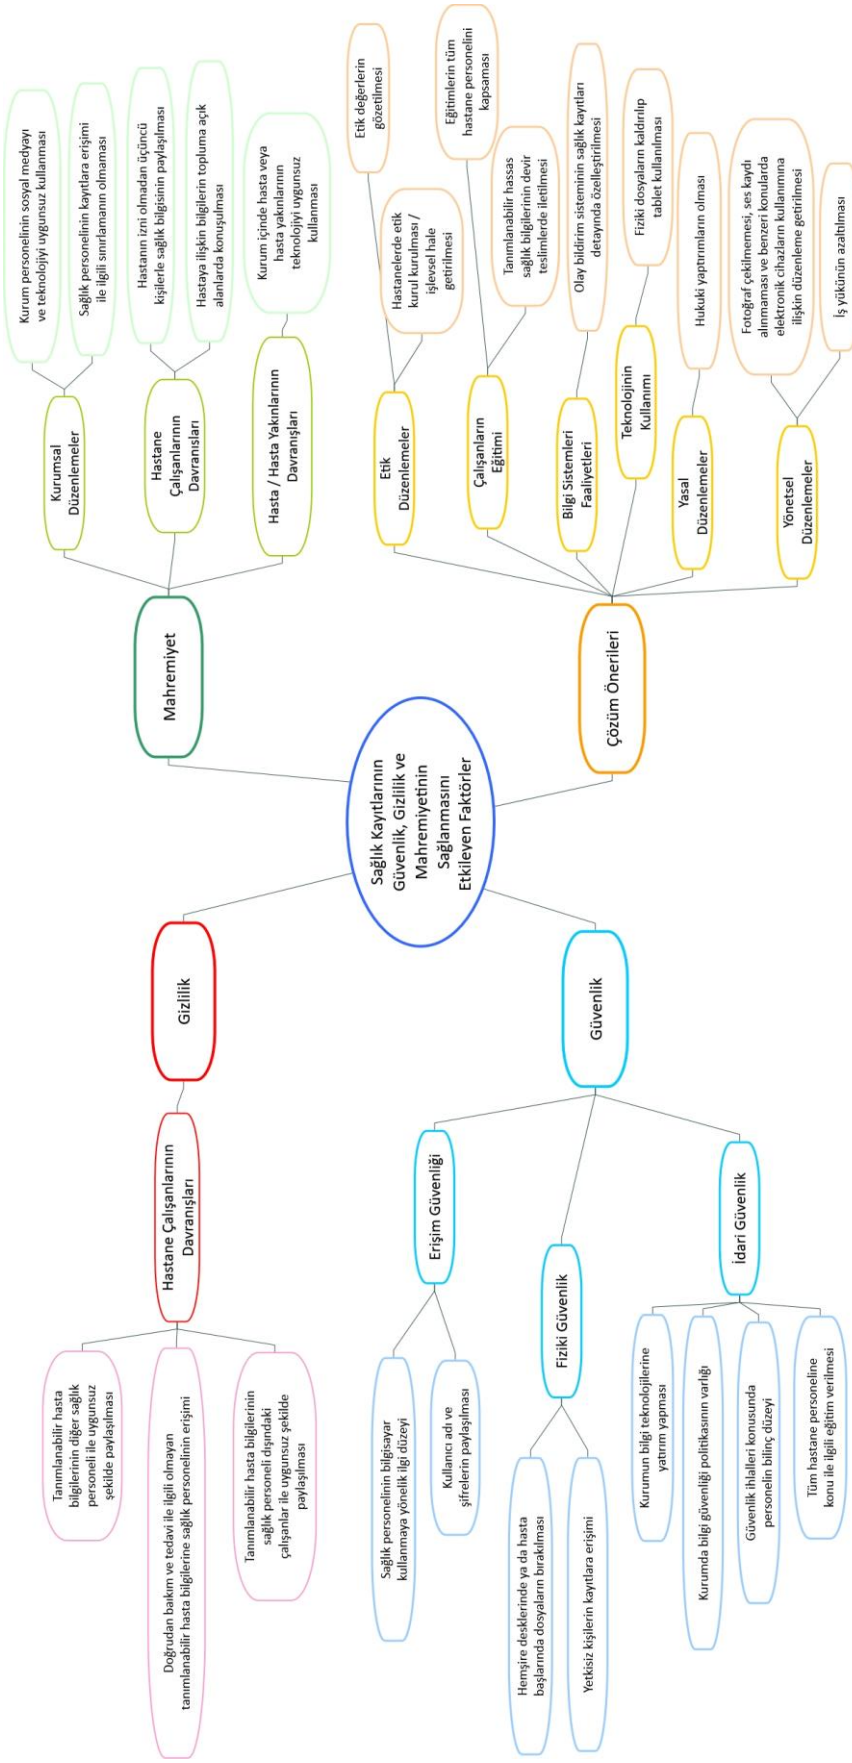 Sağlık Kayıtlarının
Güvenlik, Gizlilik ve
Mahremiyetinin
Sağlanmasını
Etkileyen Faktörler
Gizlilik
Hastane Çalışanlarının
Davranışları
Tanımlanabilir hasta
bilgilerinin diğer sağlık
personeli ile uygunsuz
şekilde paylaşılması
Doğrudan bakım ve tedavi ile ilgili olmayan
tanımlanabilir hasta bilgilerine sağlık personelinin erişimi
Tanımlanabilir hasta bilgilerinin
sağlık personeli dışındaki
çalışanlar ile uygunsuz şekilde
paylaşılması
Mahremiyet
Kurumsal
Düzenlemeler
Kurum personelinin sosyal medyayı
ve teknolojiyi uygunsuz kullanması
Sağlık personelinin kayıtlara erişimi
ile ilgili sınırlamanın olmaması
Hastane
Çalışanlarının
Davranışları
Hastanın izni olmadan üçüncü
kişilerle sağlık bilgisinin paylaşılması
Hastaya ilişkin bilgilerin topluma açık
alanlarda konuşulması
Hasta / Hasta Yakınlarının
Davranışları
Kurum içinde hasta veya
hasta yakınlarının
teknolojiyi uygunsuz
kullanması
Güvenlik
Erişim Güvenliği
Sağlık personelinin bilgisayar
kullanmaya yönelik ilgi düzeyi
Kullanıcı adı ve
şifrelerin paylaşılması
Fiziki Güvenlik
Hemşire desklerinde ya da hasta
başlarında dosyaların bırakılması
Yetkisiz kişilerin kayıtlara erişimi
İdari Güvenlik
Kurumun bilgi teknolojilerine
yatırım yapması
Kurumda bilgi güvenliği politikasının varlığı
Güvenlik ihlalleri konusunda
personelin bilinç düzeyi
Tüm hastane personeline
konu ile ilgili eğitim verilmesi
Çözüm Önerileri
Etik
Düzenlemeler
Etik değerlerin
gözetilmesi
Hastanelerde etik
kurul kurulması /
işlevsel hale
getirilmesi
Çalışanların
Eğitimi
Eğitimlerin tüm
hastane personelini
kapsaması
Tanımlanabilir hassas
sağlık bilgilerinin devir
teslimlerde iletilmesi
Bilgi Sistemleri
Faaliyetleri
Olay bildirim sisteminin sağlık kayıtları
detayında özelleştirilmesi
Teknolojinin
Kullanımı
Fiziki dosyaların kaldırılıp
tablet kullanılması
Yasal
Düzenlemeler
Hukuki yaptırımların olması
Yönetsel
Düzenlemeler
Fotoğraf çekilmemesi, ses kaydı
alınmaması ve benzeri konularda
elektronik cihazların kullanımına
ilişkin düzenleme getirilmesi
İş yükünün azaltılması